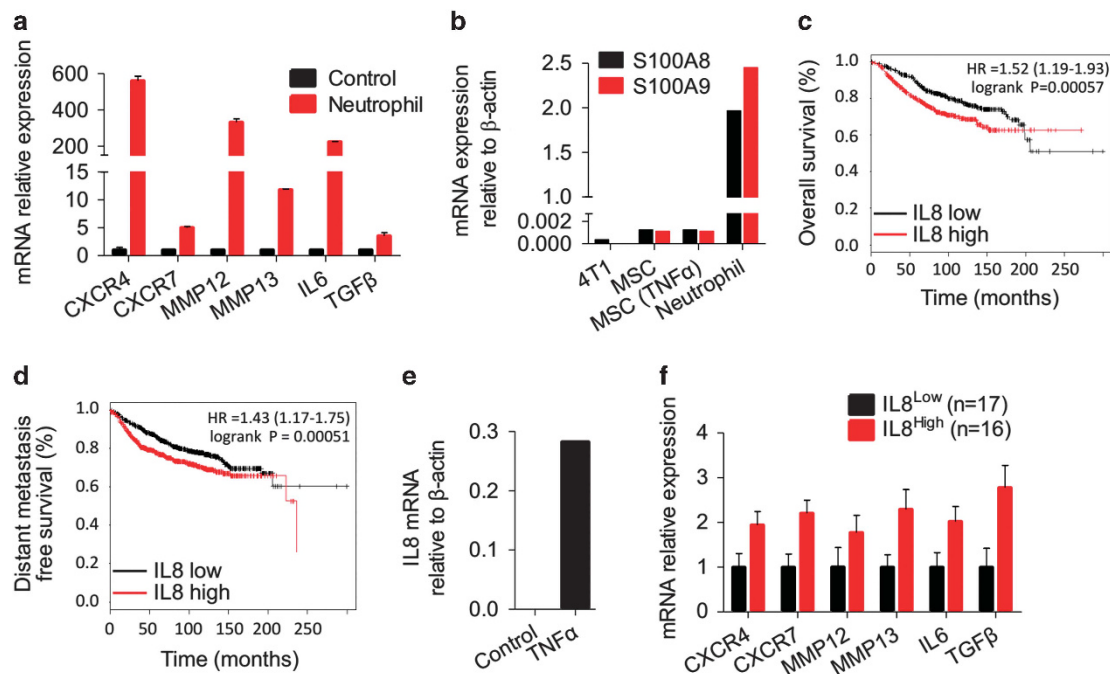 a
mRNA relative expression
600
400
200
15
10
5
0
Control
Neutrophil
CXCR4
CXCR7
MMP12
MMP13
IL6
TGFβ
b
mRNA expression
relative to β-actin
2.5
2.0
1.5
1.0
0.002
0.000
S100A8
S100A9
4T1
MSC
MSC (TNFα)
Neutrophil
c
Overall survival (%)
1.0
0.8
0.6
0.4
0.2
0.0
HR =1.52 (1.19-1.93)
logrank P=0.00057
IL8 low
IL8 high
0 50 100 150 200 250
Time (months)
d
Distant metastasis
free survival (%)
1.0
0.8
0.6
0.4
0.2
0.0
HR =1.43 (1.17-1.75)
logrank P = 0.00051
IL8 low
IL8 high
0 50 100 150 200 250
Time (months)
e
IL8 mRNA
relative to β-actin
0.3
0.2
0.1
0.0
Control
TNFα
f
mRNA relative expression
4
3
2
1
0
IL8Low (n=17)
IL8High (n=16)
CXCR4
CXCR7
MMP12
MMP13
IL6
TGFβ